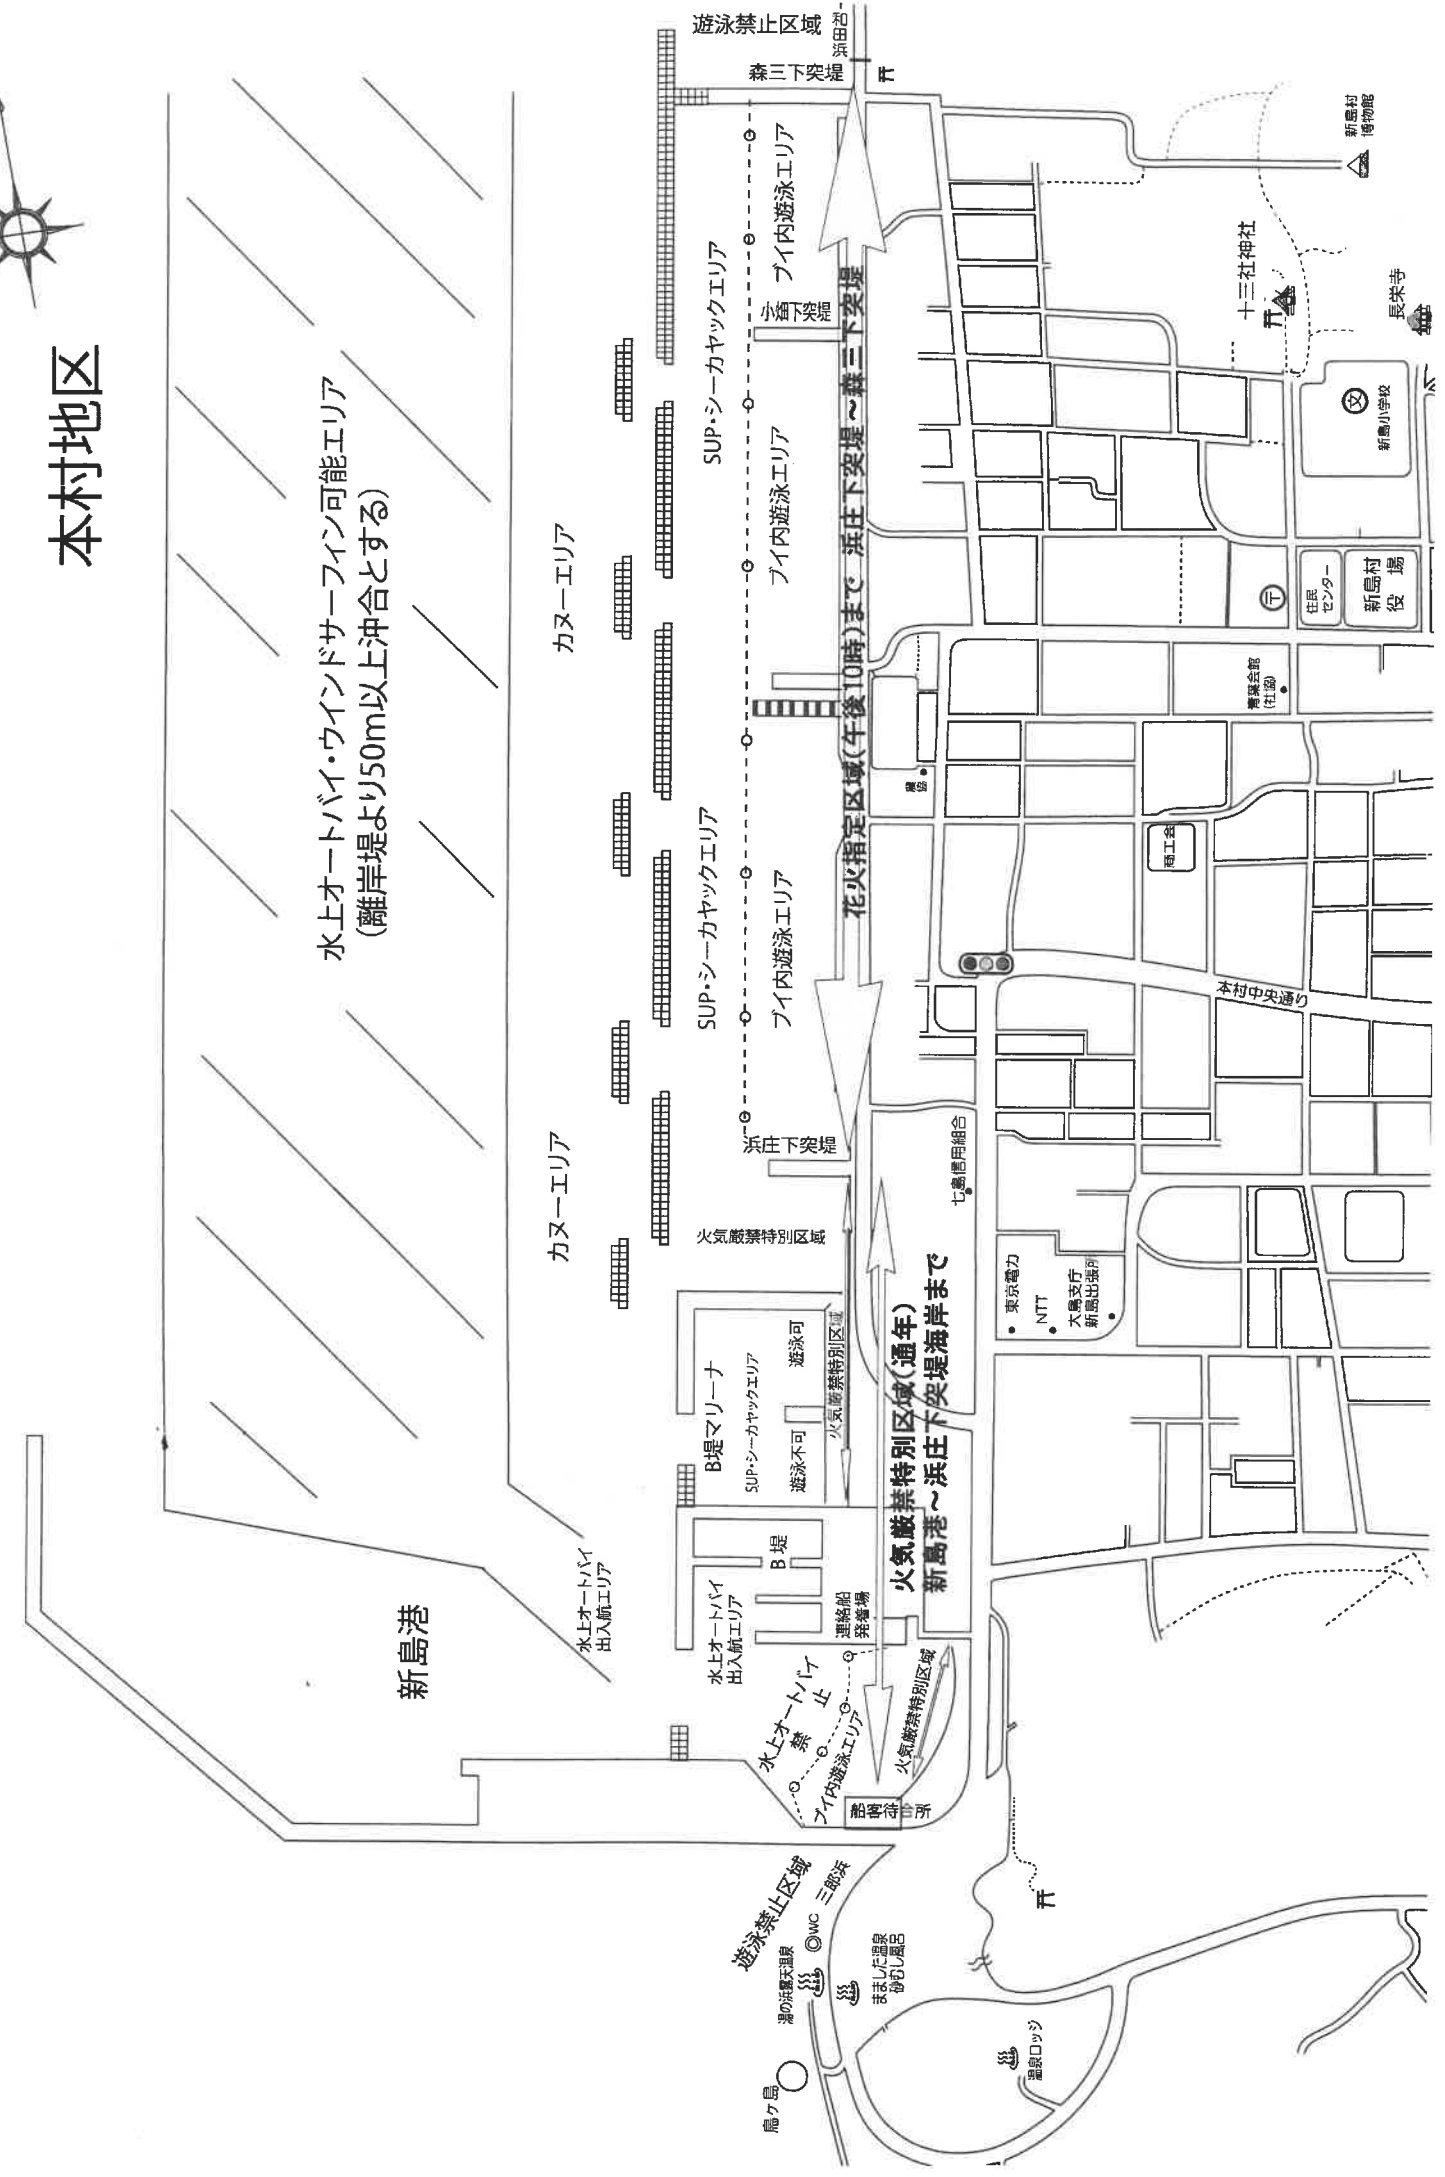 本村地区
水上オートバイ・ウインドサーフィン可能エリア
(離岸堤より50m以上沖合とする)
カヌーエリア
カヌーエリア
新島港
水上オートバイ
出入航エリア
遊泳禁止区域
和田浜
森三下突堤
SUP・シーカヤックエリア
SUP・シーカヤックエリア
ブイ内遊泳エリア
ブイ内遊泳エリア
ブイ内遊泳エリア
浜庄下突堤
火気厳禁特別区域
B堤マリーナ
SUP・シーカヤックエリア
遊泳不可
遊泳可
火気厳禁特別区域
B堤
水上オートバイ
出入航エリア
連絡船
発着場
水上オートバイ
禁 止
ブイ内遊泳エリア
火気厳禁特別区域
船客待合所
花火指定区域(午後10時)まで 浜庄下突堤～森三下突堤
火気厳禁特別区域(通年)
新島港～浜庄下突堤海岸まで
遊泳禁止区域
三郎浜
WC
湯の浜露天温泉
ままました温泉
砂むし風呂
鳥ヶ島
温泉ロッジ
七島信用組合
東京電力
NTT
大島支庁
新島出張所
農協
商工会
本村中央通り
青葉会館
(社協)
〒
住民
センター
新島村
役 場
文
新島小学校
十三社神社
長栄寺
新島村
博物館